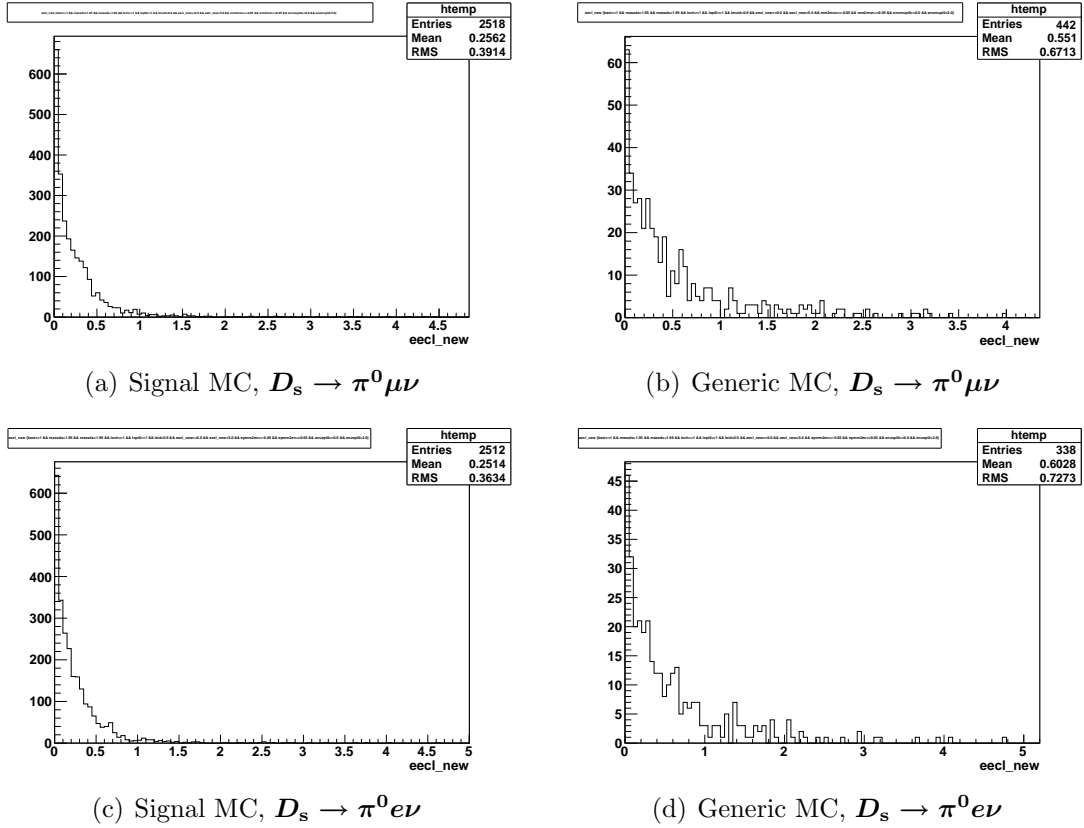 htemp
Entries 2518
Mean 0.2562
RMS 0.3914
600
500
400
300
200
100
0
0 0.5 1 1.5 2 2.5 3 3.5 4 4.5
eecl_new
(a) Signal MC, D_s → π⁰μν
htemp
Entries 442
Mean 0.551
RMS 0.6713
60
50
40
30
20
10
0
0 0.5 1 1.5 2 2.5 3 3.5 4
eecl_new
(b) Generic MC, D_s → π⁰μν
htemp
Entries 2512
Mean 0.2514
RMS 0.3634
600
500
400
300
200
100
0
0 0.5 1 1.5 2 2.5 3 3.5 4 4.5 5
eecl_new
(c) Signal MC, D_s → π⁰eν
htemp
Entries 338
Mean 0.6028
RMS 0.7273
45
40
35
30
25
20
15
10
5
0
0 1 2 3 4 5
eecl_new
(d) Generic MC, D_s → π⁰eν